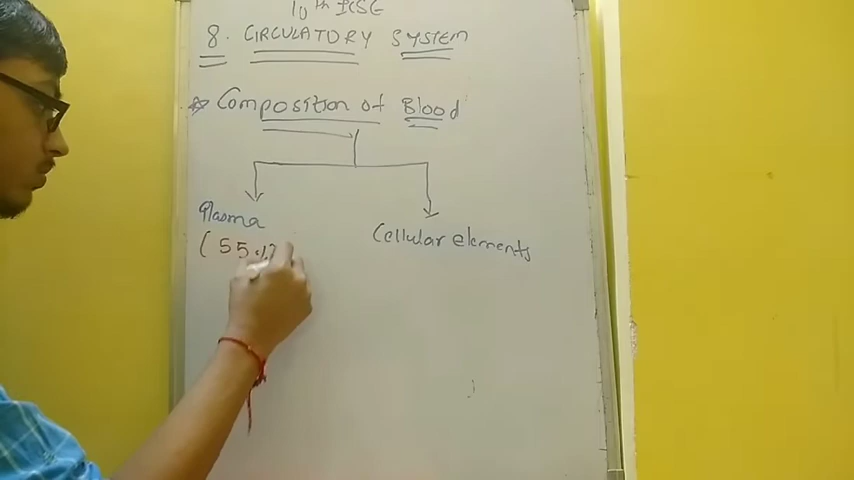 10th ICSE
8. CIRCULATORY SYSTEM
Composition of Blood
Plasma
Cellular elements
(55%